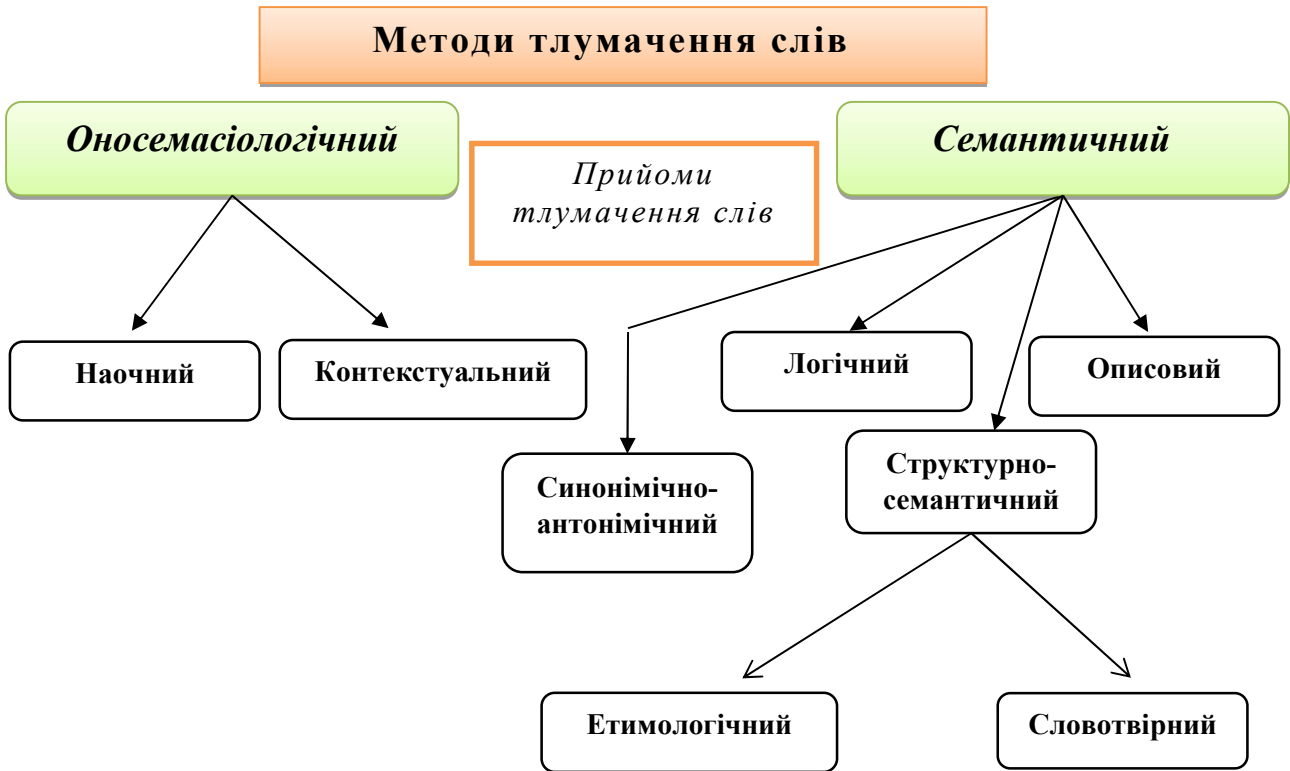 Методи тлумачення слів
Оносемасіологічний
Семантичний
Прийоми
тлумачення слів
Наочний
Контекстуальний
Логічний
Описовий
Синонімічно-
антонімічний
Структурно-
семантичний
Етимологічний
Словотвірний